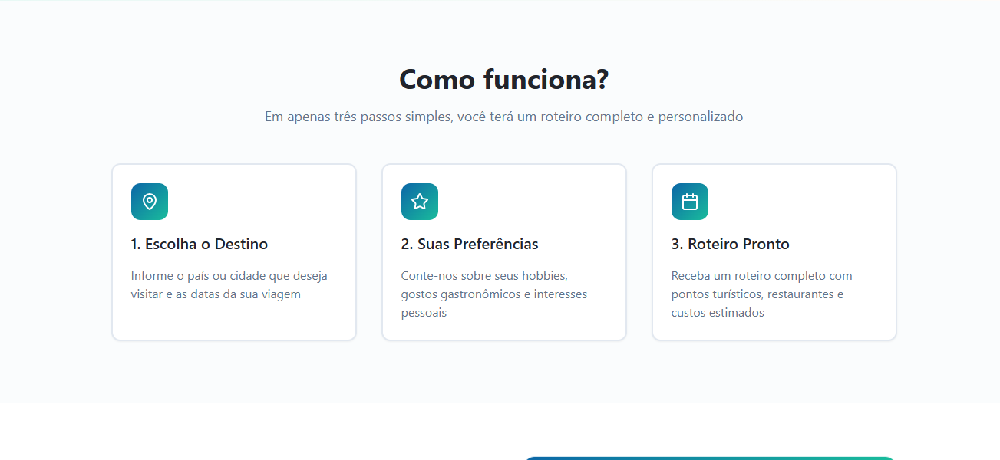 Como funciona?
Em apenas três passos simples, você terá um roteiro completo e personalizado
1. Escolha o Destino
Informe o país ou cidade que deseja
visitar e as datas da sua viagem
2. Suas Preferências
Conte-nos sobre seus hobbies,
gostos gastronômicos e interesses
pessoais
3. Roteiro Pronto
Receba um roteiro completo com
pontos turísticos, restaurantes e
custos estimados